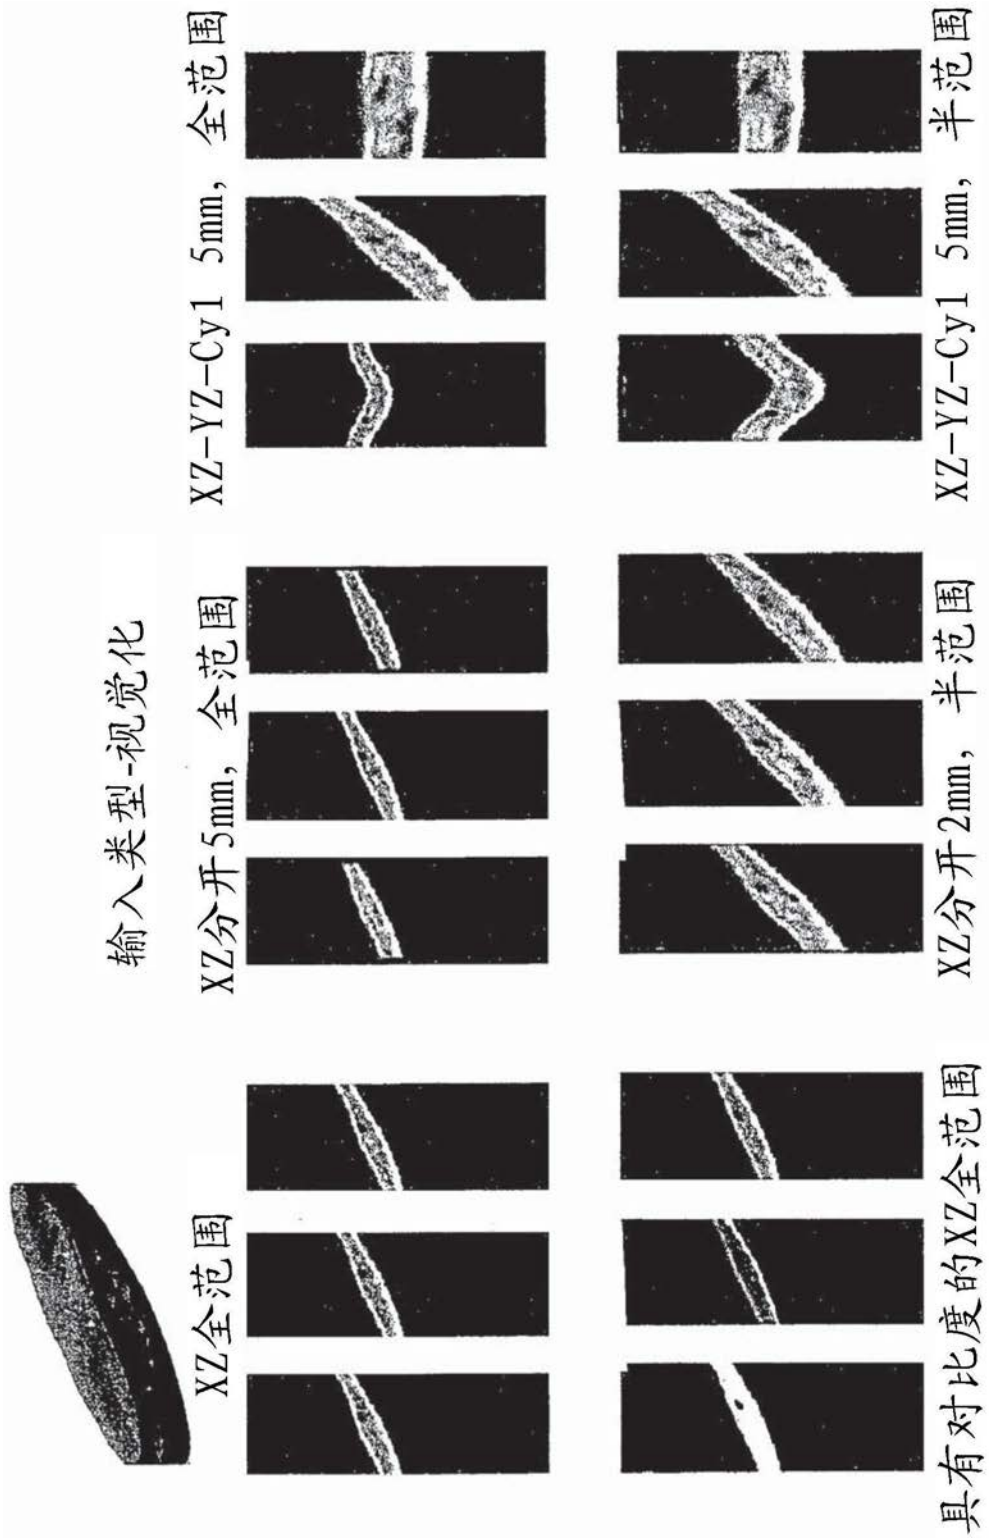 输入类型-视觉化
XZ全范围
XZ分开5mm, 全范围
XZ-YZ-Cyl 5mm, 全范围
具有对比度的XZ全范围
XZ分开2mm, 半范围
XZ-YZ-Cyl 5mm, 半范围